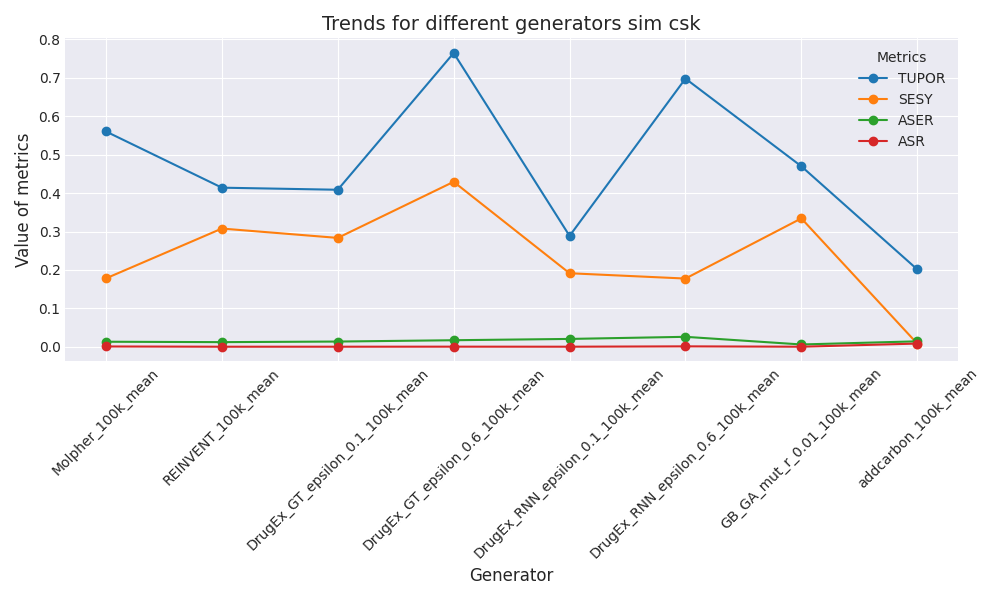 Trends for different generators sim csk
Value of metrics
0.8
0.7
0.6
0.5
0.4
0.3
0.2
0.1
0.0
Metrics
TUPOR
SESY
ASER
ASR
Molpher_100k_mean
REINVENT_100k_mean
DrugEx_GT_epsilon_0.1_100k_mean
DrugEx_GT_epsilon_0.6_100k_mean
DrugEx_RNN_epsilon_0.1_100k_mean
DrugEx_RNN_epsilon_0.6_100k_mean
GB_GA_mut_r_0.01_100k_mean
addcarbon_100k_mean
Generator